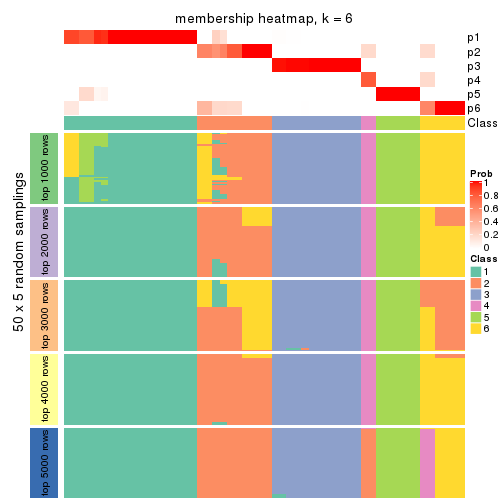 membership heatmap, k = 6
p1
p2
p3
p4
p5
p6
Class
50 x 5 random samplings
top 1000 rows
top 2000 rows
top 3000 rows
top 4000 rows
top 5000 rows
Prob
1
0.8
0.6
0.4
0.2
0
Class
1
2
3
4
5
6